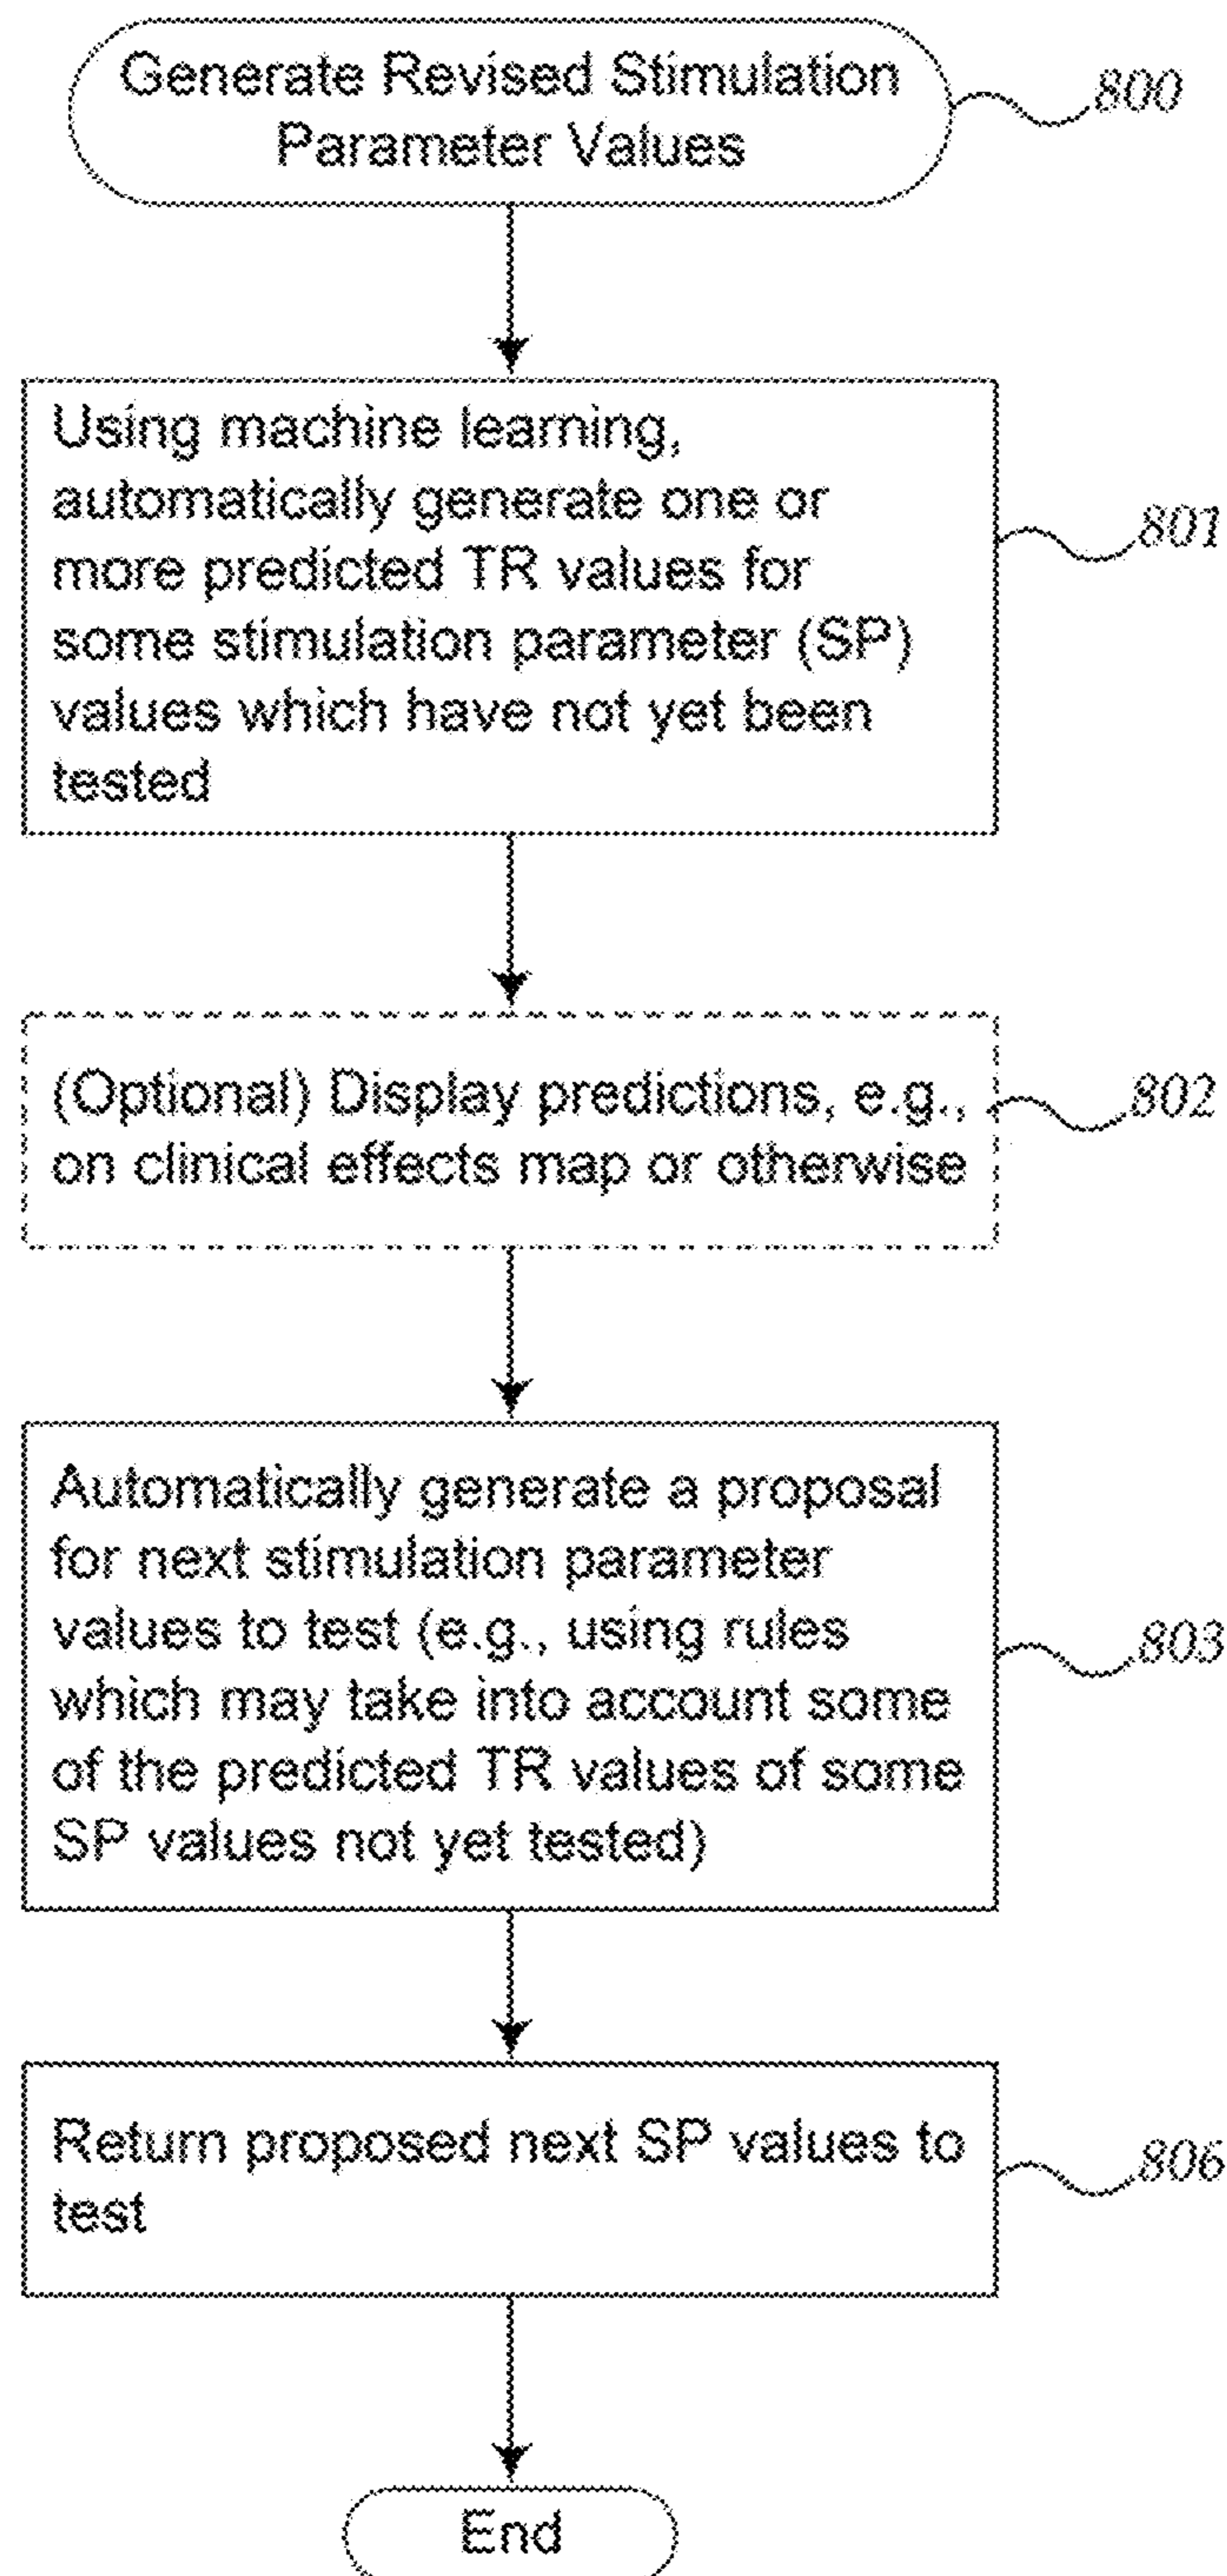 Generate Revised Stimulation
Parameter Values
800
Using machine learning,
automatically generate one or
more predicted TR values for
some stimulation parameter (SP)
values which have not yet been
tested
801
(Optional) Display predictions, e.g.,
on clinical effects map or otherwise
802
Automatically generate a proposal
for next stimulation parameter
values to test (e.g., using rules
which may take into account some
of the predicted TR values of some
SP values not yet tested)
803
Return proposed next SP values to
test
806
End